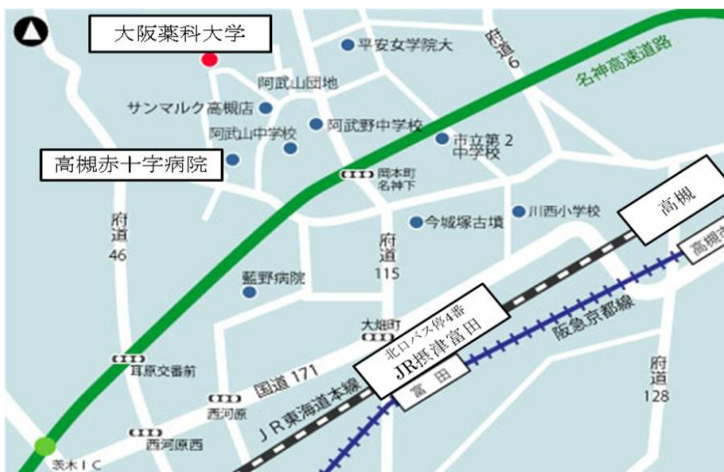 大阪薬科大学
平安女学院大
府道
6
名神高速道路
阿武山団地
サンマルク高槻店
阿武野中学校
阿武山中学校
市立第2
中学校
高槻赤十字病院
岡本町
名神下
高槻
川西小学校
今城塚古墳
府道
46
府道
115
高槻市
藍野病院
大畑町
北口バス停4番
JR摂津富田
阪急京都線
耳原交番前
国道 171
富田
府道
128
西河原
JR東海道本線
西河原西
茨木IC